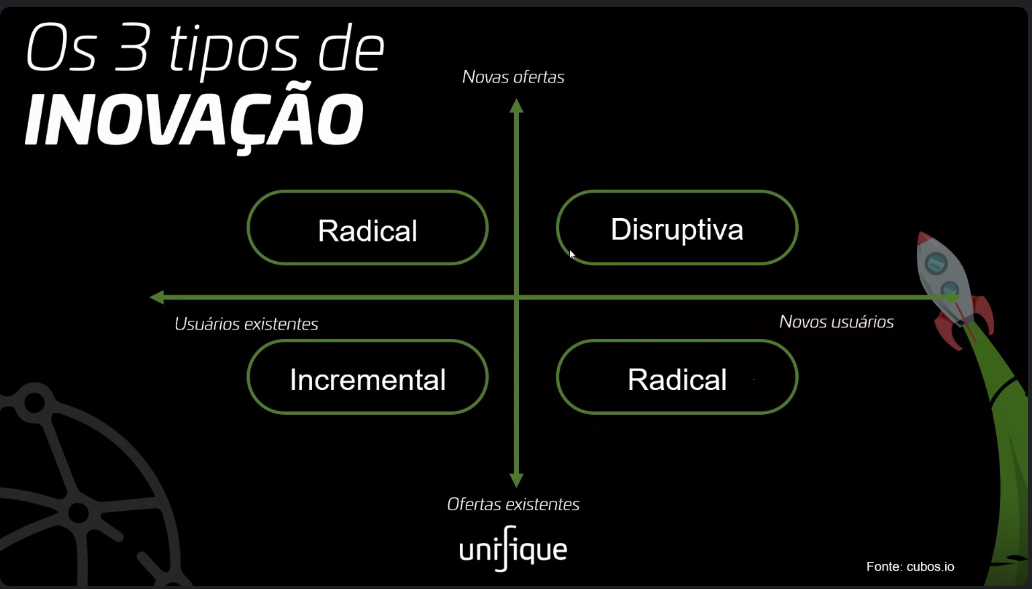 Os 3 tipos de
INOVAÇÃO
Novas ofertas
Radical
Disruptiva
Usuários existentes
Novos usuários
Incremental
Radical
Ofertas existentes
unifique
Fonte: cubos.io